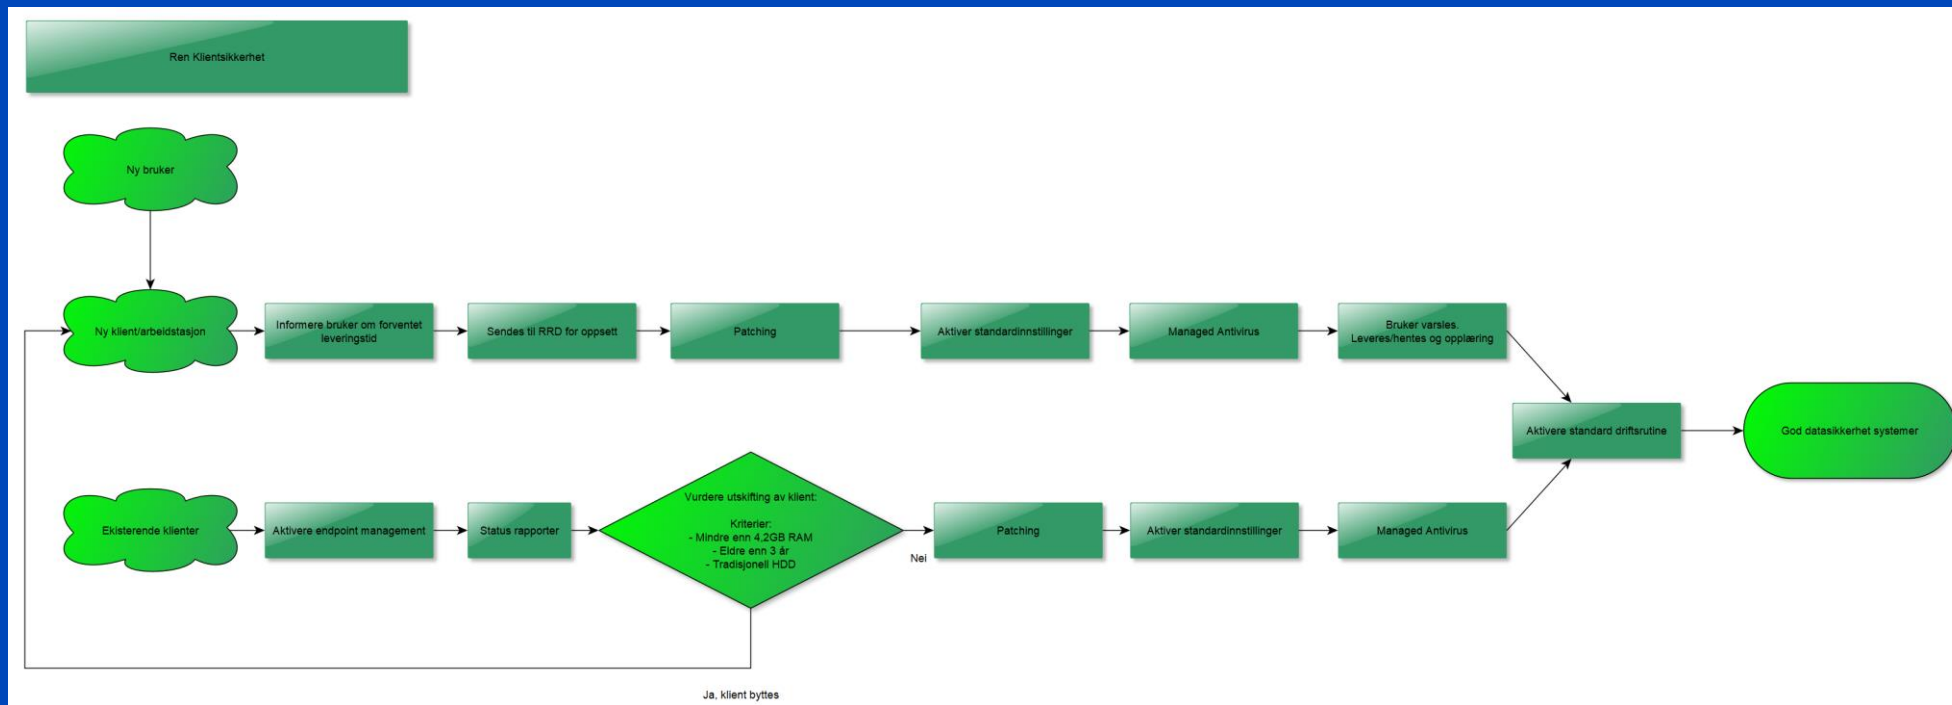 Ren Klientsikkerhet
Ny bruker
Ny klient/arbeidstasjon
Informere bruker om forventet
leveringstid
Sendes til RRD for oppsett
Patching
Aktiver standardinnstillinger
Managed Antivirus
Bruker varsles.
Leveres/hentes og opplæring
Aktivere standard driftsrutine
God datasikkerhet systemer
Ekisterende klienter
Aktivere endpoint management
Status rapporter
Vurdere utskifting av klient:
Kriterier:
- Mindre enn 4,2GB RAM
- Eldre enn 3 år
- Tradisjonell HDD
Nei
Patching
Aktiver standardinnstillinger
Managed Antivirus
Ja, klient byttes